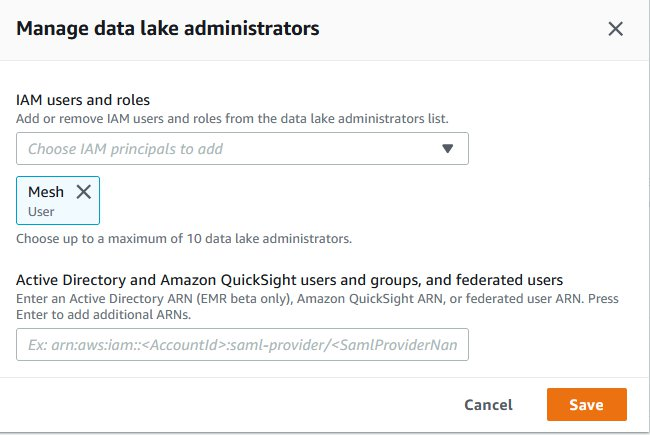 Manage data lake administrators
IAM users and roles
Add or remove IAM users and roles from the data lake administrators list.
Choose IAM principals to add
Mesh
User
Choose up to a maximum of 10 data lake administrators.
Active Directory and Amazon QuickSight users and groups, and federated users
Enter an Active Directory ARN (EMR beta only), Amazon QuickSight ARN, or federated user ARN. Press
Enter to add additional ARNs.
Ex: arn:aws:iam::<AccountId>:saml-provider/<SamlProviderNan
Cancel
Save